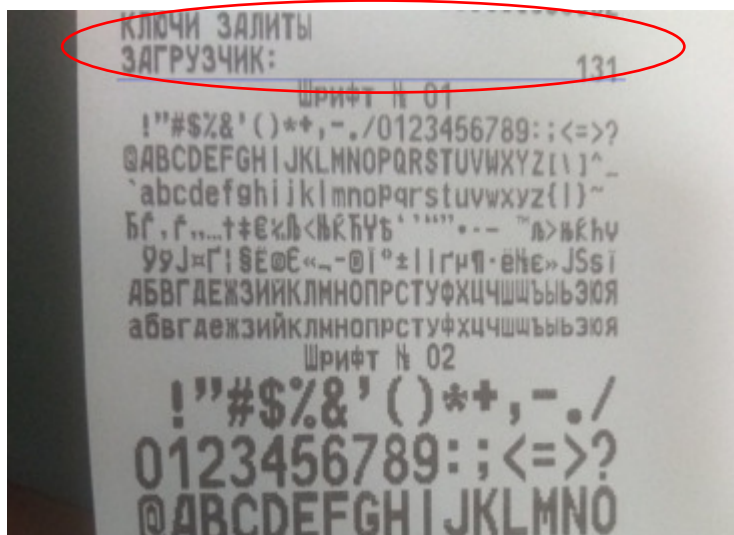 КЛЮЧИ ЗАЛИТЫ
ЗАГРУЗЧИК: 131
Шрифт № 01
!"#$%&'()*+,-./0123456789:;<=>?
@ABCDEFGHIJKLMNOPQRSTUVWXYZ[\]^_
`abcdefghijklmnopqrstuvwxyz{|}~
АБВГДЕЖЗИЙКЛМНОПРСТУФХЦЧШЩЪЫЬЭЮЯ
абвгдежзийклмнопрстуфхцчшщъыьэюя
Шрифт № 02
!"#$%&'()*+,-./
0123456789:;<=>?
@ABCDEFGHIJKLMNO